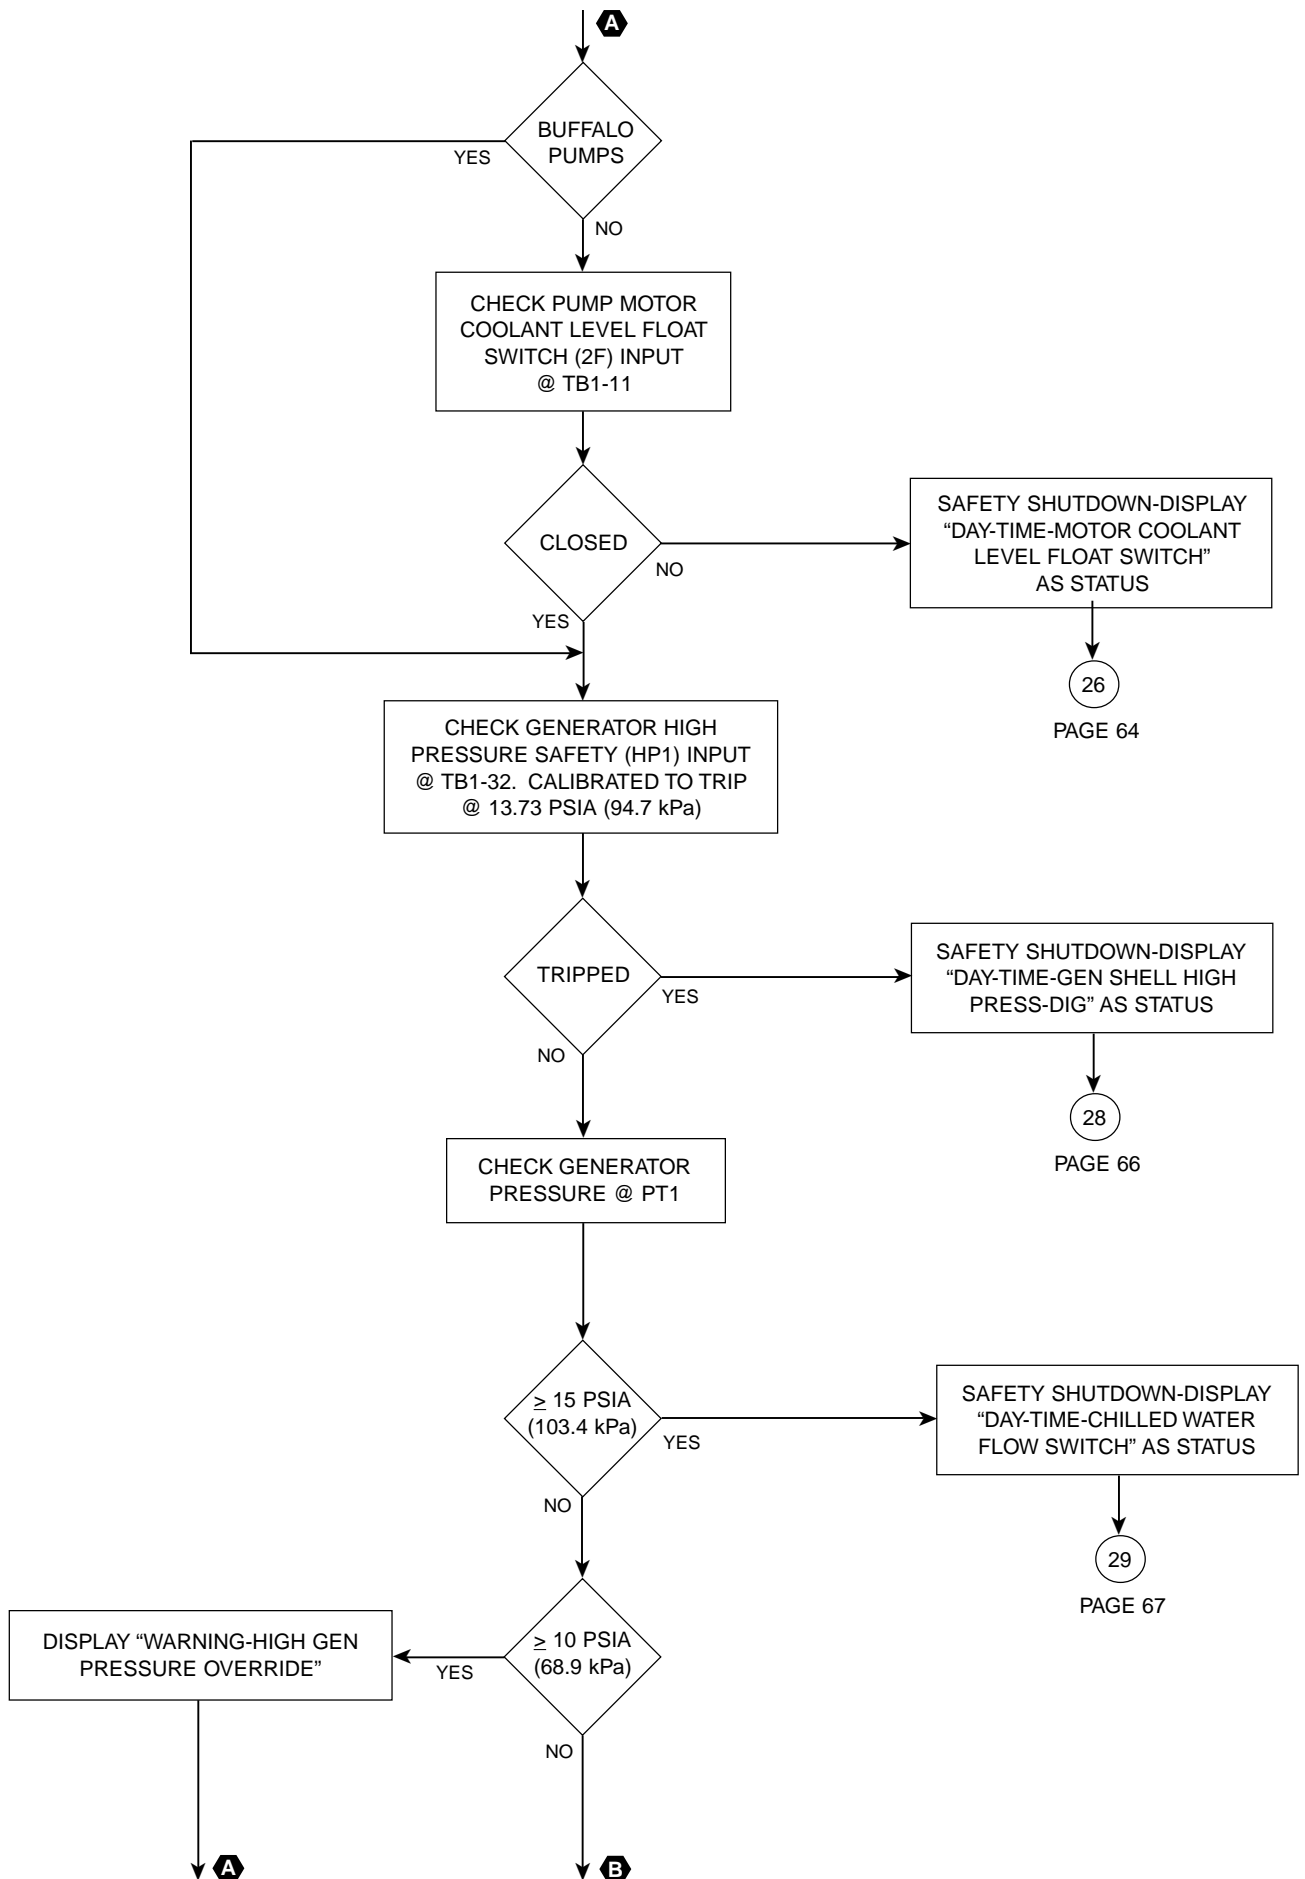 A
BUFFALO
PUMPS
YES
NO
CHECK PUMP MOTOR
COOLANT LEVEL FLOAT
SWITCH (2F) INPUT
@ TB1-11
CLOSED
NO
YES
SAFETY SHUTDOWN-DISPLAY
“DAY-TIME-MOTOR COOLANT
LEVEL FLOAT SWITCH”
AS STATUS
26
PAGE 64
CHECK GENERATOR HIGH
PRESSURE SAFETY (HP1) INPUT
@ TB1-32. CALIBRATED TO TRIP
@ 13.73 PSIA (94.7 kPa)
TRIPPED
YES
NO
SAFETY SHUTDOWN-DISPLAY
“DAY-TIME-GEN SHELL HIGH
PRESS-DIG” AS STATUS
28
PAGE 66
CHECK GENERATOR
PRESSURE @ PT1
≥ 15 PSIA
(103.4 kPa)
YES
NO
SAFETY SHUTDOWN-DISPLAY
“DAY-TIME-CHILLED WATER
FLOW SWITCH” AS STATUS
29
PAGE 67
≥ 10 PSIA
(68.9 kPa)
YES
NO
DISPLAY “WARNING-HIGH GEN
PRESSURE OVERRIDE”
A
B